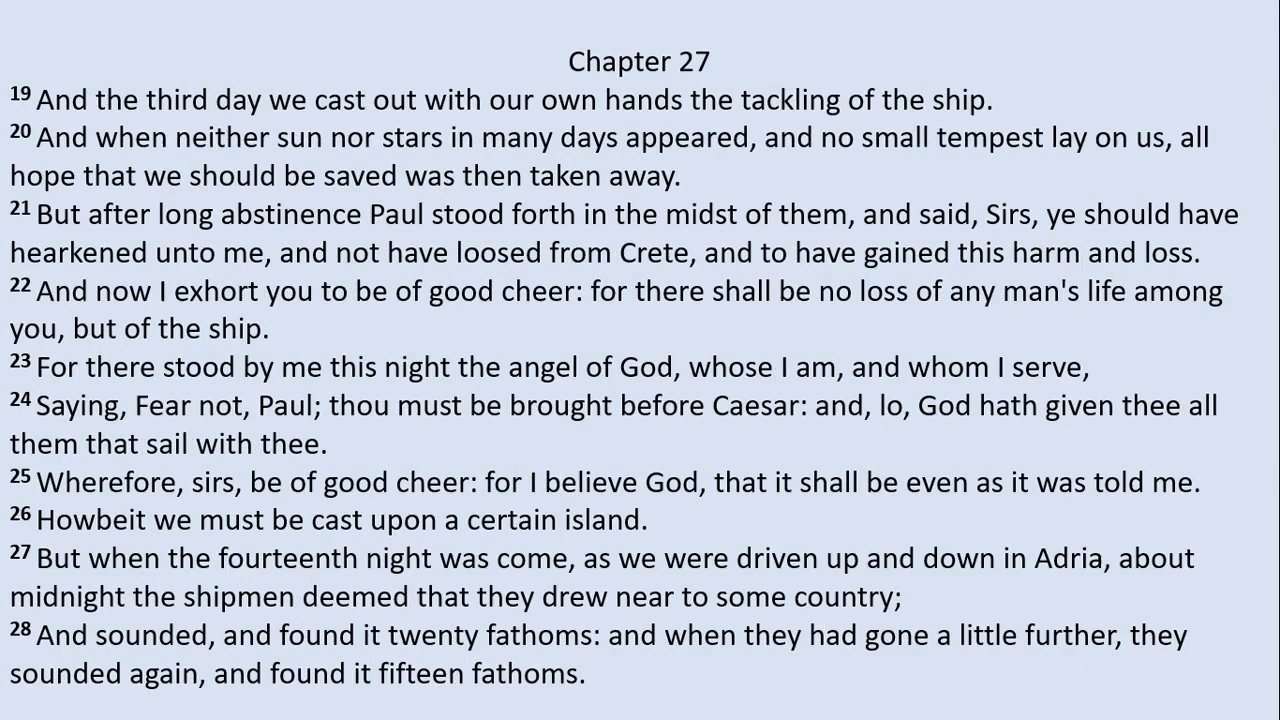 Chapter 27
19 And the third day we cast out with our own hands the tackling of the ship.
20 And when neither sun nor stars in many days appeared, and no small tempest lay on us, all
hope that we should be saved was then taken away.
21 But after long abstinence Paul stood forth in the midst of them, and said, Sirs, ye should have
hearkened unto me, and not have loosed from Crete, and to have gained this harm and loss.
22 And now I exhort you to be of good cheer: for there shall be no loss of any man's life among
you, but of the ship.
23 For there stood by me this night the angel of God, whose I am, and whom I serve,
24 Saying, Fear not, Paul; thou must be brought before Caesar: and, lo, God hath given thee all
them that sail with thee.
25 Wherefore, sirs, be of good cheer: for I believe God, that it shall be even as it was told me.
26 Howbeit we must be cast upon a certain island.
27 But when the fourteenth night was come, as we were driven up and down in Adria, about
midnight the shipmen deemed that they drew near to some country;
28 And sounded, and found it twenty fathoms: and when they had gone a little further, they
sounded again, and found it fifteen fathoms.